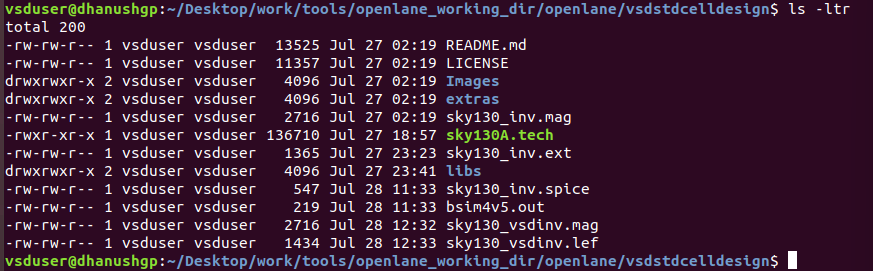 vsduser@dhanushgp:~/Desktop/work/tools/openlane_working_dir/openlane/vsdstdcelldesign$ ls -ltr
total 200
-rw-rw-r-- 1 vsduser vsduser  13525 Jul 27 02:19 README.md
-rw-rw-r-- 1 vsduser vsduser  11357 Jul 27 02:19 LICENSE
drwxrwxr-x 2 vsduser vsduser   4096 Jul 27 02:19 Images
drwxrwxr-x 2 vsduser vsduser   4096 Jul 27 02:19 extras
-rw-rw-r-- 1 vsduser vsduser   2716 Jul 27 02:19 sky130_inv.mag
-rwxr-xr-x 1 vsduser vsduser 136710 Jul 27 18:57 sky130A.tech
-rw-rw-r-- 1 vsduser vsduser   1365 Jul 27 23:23 sky130_inv.ext
drwxrwxr-x 2 vsduser vsduser   4096 Jul 27 23:41 libs
-rw-rw-r-- 1 vsduser vsduser    547 Jul 28 11:33 sky130_inv.spice
-rw-rw-r-- 1 vsduser vsduser    219 Jul 28 11:33 bsim4v5.out
-rw-rw-r-- 1 vsduser vsduser   2716 Jul 28 12:32 sky130_vsdinv.mag
-rw-rw-r-- 1 vsduser vsduser   1434 Jul 28 12:33 sky130_vsdinv.lef
vsduser@dhanushgp:~/Desktop/work/tools/openlane_working_dir/openlane/vsdstdcelldesign$